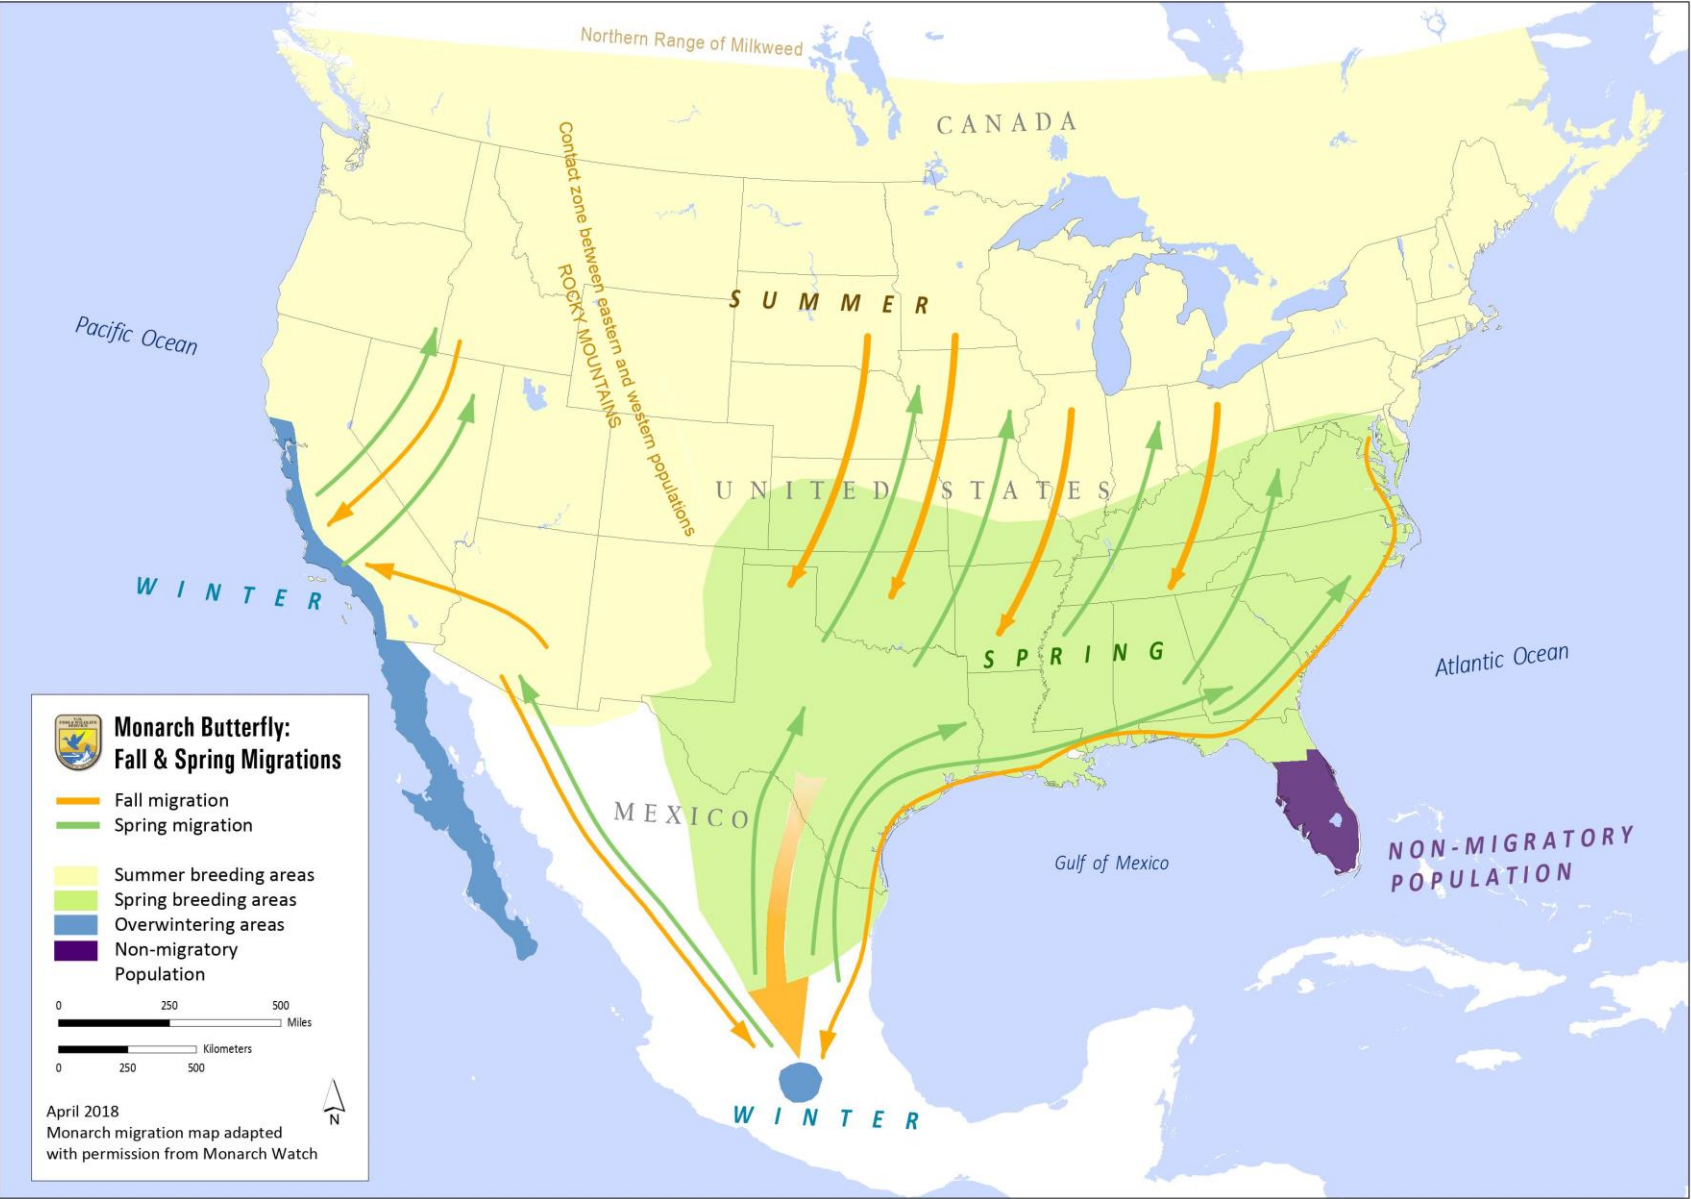 Northern Range of Milkweed
CANADA
Contact zone between eastern and western populations
ROCKY MOUNTAINS
SUMMER
Pacific Ocean
UNITED STATES
WINTER
SPRING
Atlantic Ocean
MEXICO
Gulf of Mexico
NON-MIGRATORY
POPULATION
WINTER
Monarch Butterfly:
Fall & Spring Migrations
Fall migration
Spring migration
Summer breeding areas
Spring breeding areas
Overwintering areas
Non-migratory
Population
0 250 500
Miles
Kilometers
0 250 500
N
April 2018
Monarch migration map adapted
with permission from Monarch Watch